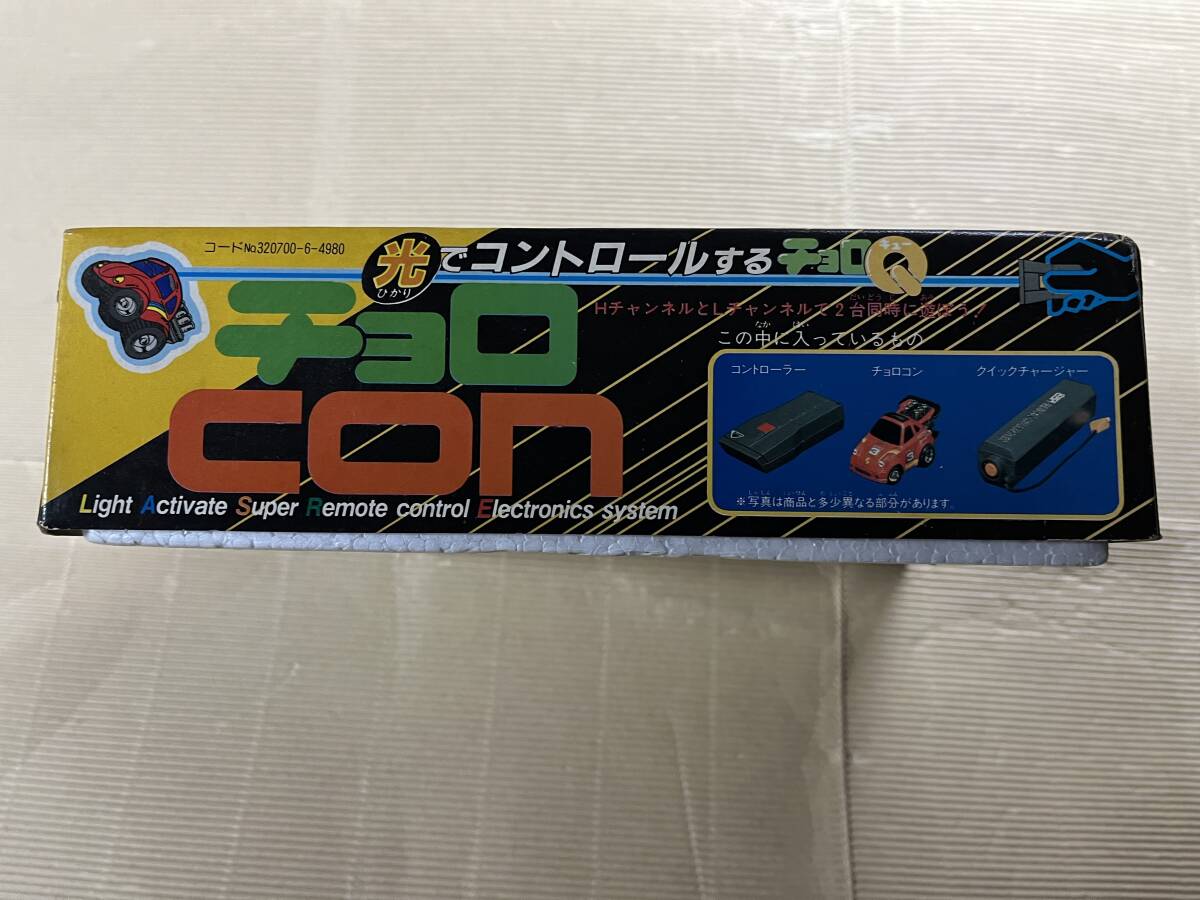 コードNo.320700-6-4980
光でコントロールするチョロQ
ひかり
キュー
チョロ
con
Light Activate Super Remote control Electronics system
HチャンネルとLチャンネルで2台同時に遊ぼう!
この中に入っているもの
コントローラー チョロコン クイックチャージャー
※写真は商品と多少異なる部分があります。